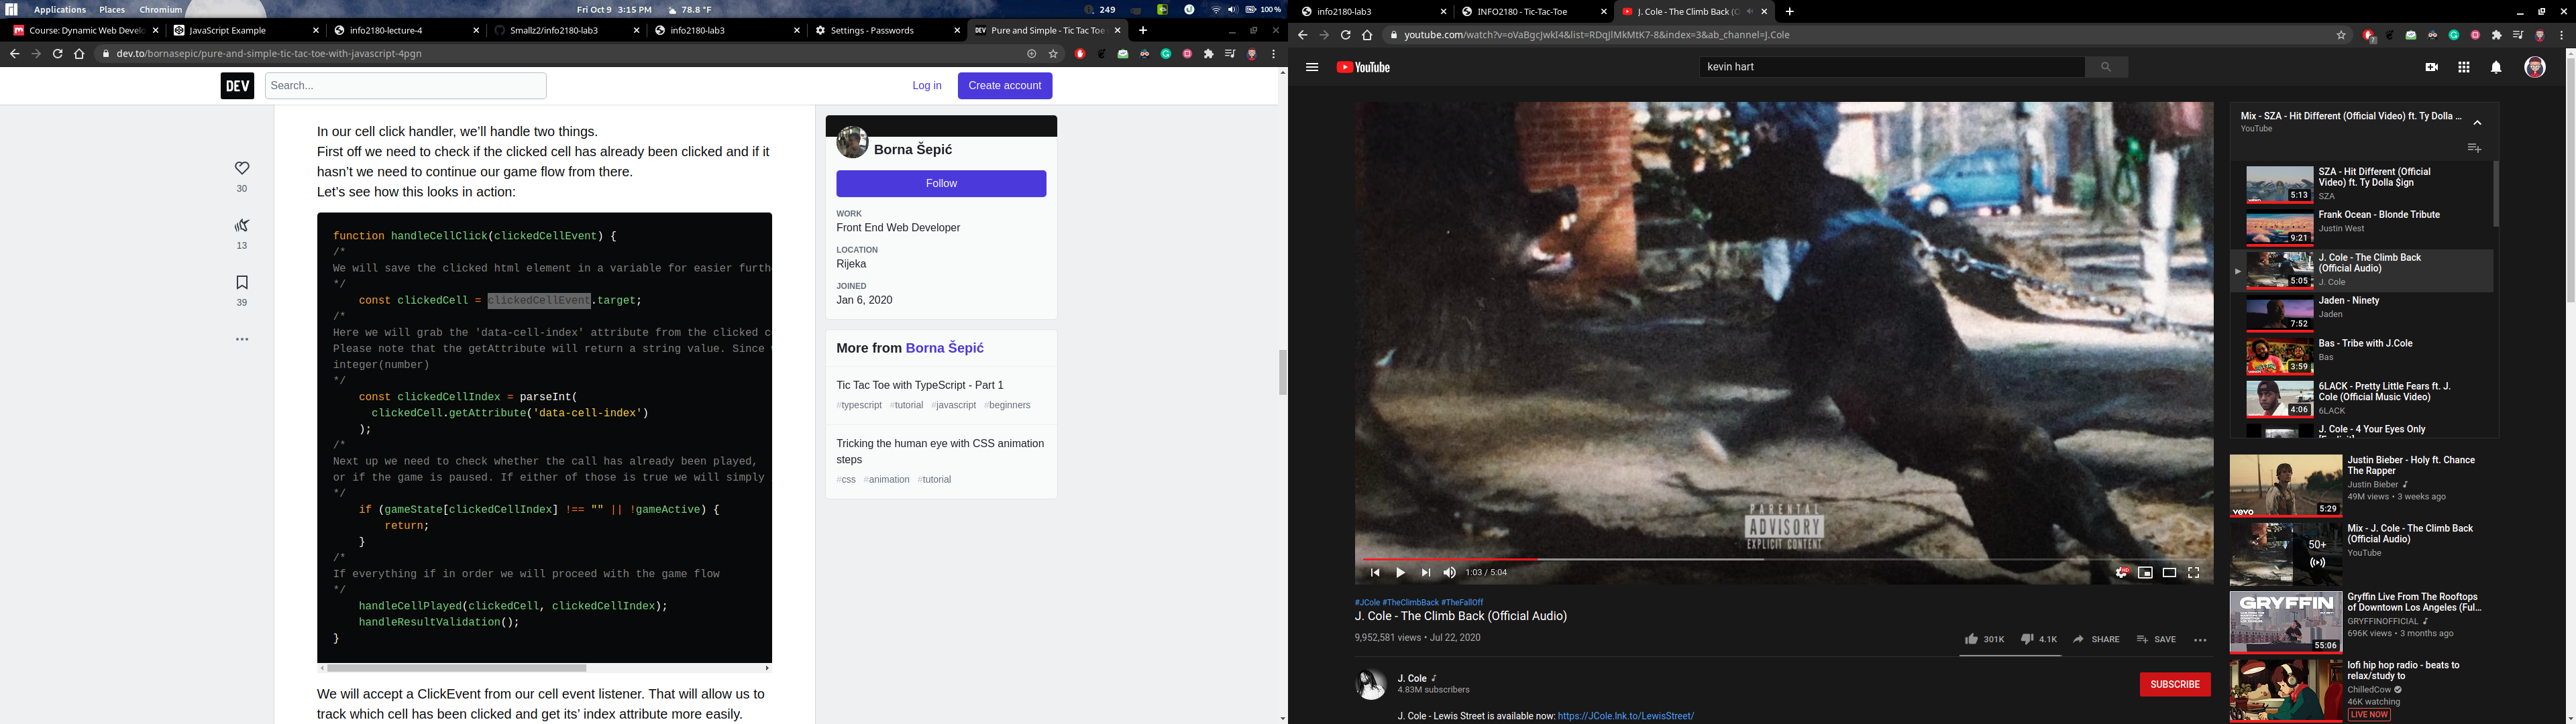 Applications Places Chromium
Fri Oct 9 3:15 PM 78.8 °F
249 100 %
Course: Dynamic Web Develo
JavaScript Example
info2180-lecture-4
Smallz2/info2180-lab3
info2180-lab3
Settings - Passwords
Pure and Simple - Tic Tac Toe
dev.to/bornasepic/pure-and-simple-tic-tac-toe-with-javascript-4pgn
DEV
Search...
Log in
Create account
30
13
39
In our cell click handler, we'll handle two things.
First off we need to check if the clicked cell has already been clicked and if it
hasn't we need to continue our game flow from there.
Let's see how this looks in action:
function handleCellClick(clickedCellEvent) {
/*
We will save the clicked html element in a variable for easier furth
*/
const clickedCell = clickedCellEvent.target;
/*
Here we will grab the 'data-cell-index' attribute from the clicked c
Please note that the getAttribute will return a string value. Since
integer(number)
*/
const clickedCellIndex = parseInt(
clickedCell.getAttribute('data-cell-index')
);
/*
Next up we need to check whether the call has already been played,
or if the game is paused. If either of those is true we will simply
*/
if (gameState[clickedCellIndex] !== "" || !gameActive) {
return;
}
/*
If everything if in order we will proceed with the game flow
*/
handleCellPlayed(clickedCell, clickedCellIndex);
handleResultValidation();
}
We will accept a ClickEvent from our cell event listener. That will allow us to
track which cell has been clicked and get its' index attribute more easily.
Borna Šepić
Follow
WORK
Front End Web Developer
LOCATION
Rijeka
JOINED
Jan 6, 2020
More from Borna Šepić
Tic Tac Toe with TypeScript - Part 1
#typescript #tutorial #javascript #beginners
Tricking the human eye with CSS animation
steps
#css #animation #tutorial
info2180-lab3
INFO2180 - Tic-Tac-Toe
J. Cole - The Climb Back (O
youtube.com/watch?v=oVaBgcJwkI4&list=RDqJlMkMtK7-8&index=3&ab_channel=J.Cole
7
YouTube
kevin hart
PARENTAL
ADVISORY
EXPLICIT CONTENT
1:03 / 5:04
HD
#JCole #TheClimbBack #TheFallOff
J. Cole - The Climb Back (Official Audio)
9,952,581 views • Jul 22, 2020
301K
4.1K
SHARE
SAVE
J. Cole
4.83M subscribers
SUBSCRIBE
J. Cole - Lewis Street is available now: https://JCole.lnk.to/LewisStreet/
Mix - SZA - Hit Different (Official Video) ft. Ty Dolla ...
YouTube
5:13
SZA - Hit Different (Official
Video) ft. Ty Dolla $ign
SZA
9:21
Frank Ocean - Blonde Tribute
Justin West
5:05
J. Cole - The Climb Back
(Official Audio)
J. Cole
7:52
Jaden - Ninety
Jaden
3:59
Bas - Tribe with J.Cole
Bas
4:06
6LACK - Pretty Little Fears ft. J.
Cole (Official Music Video)
6LACK
J. Cole - 4 Your Eyes Only
vevo
5:29
Justin Bieber - Holy ft. Chance
The Rapper
Justin Bieber
49M views • 3 weeks ago
50+
Mix - J. Cole - The Climb Back
(Official Audio)
YouTube
GRYFFIN
55:06
Gryffin Live From The Rooftops
of Downtown Los Angeles (Ful...
GRYFFINOFFICIAL
696K views • 3 months ago
lofi hip hop radio - beats to
relax/study to
ChilledCow
46K watching
LIVE NOW